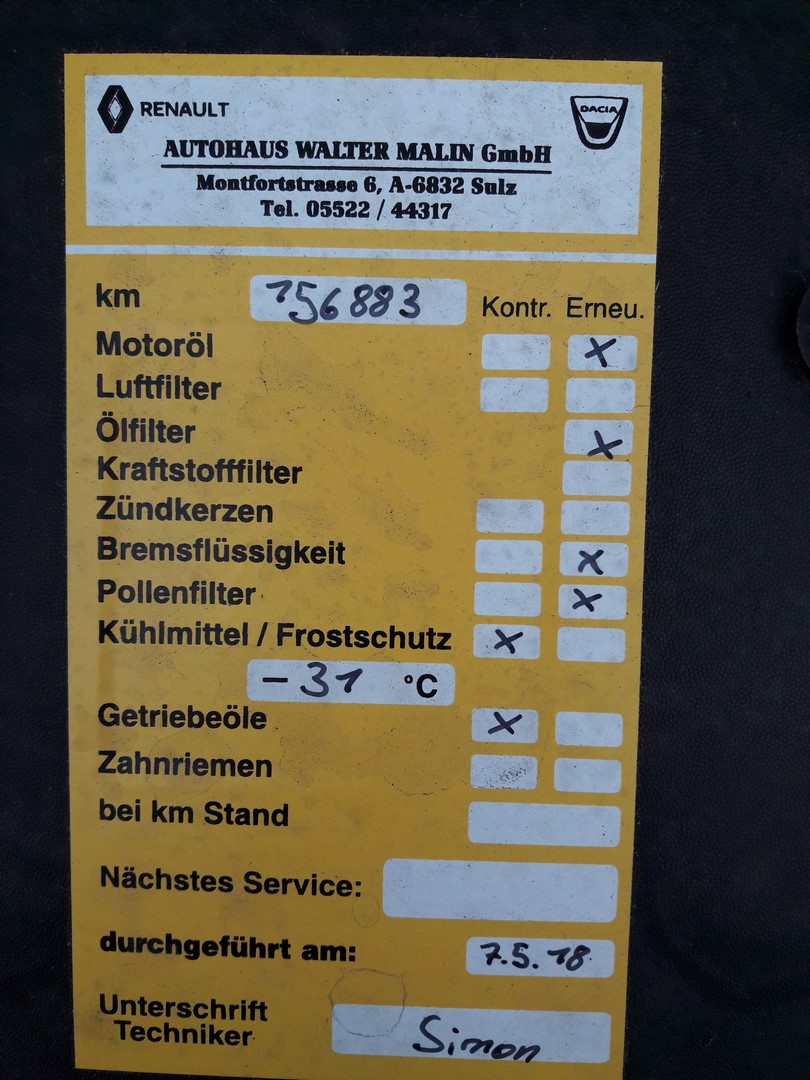 RENAULT
DACIA
AUTOHAUS WALTER MALIN GmbH
Montfortstrasse 6, A-6832 Sulz
Tel. 05522 / 44317
km 156883 Kontr. Erneu.
Motoröl x
Luftfilter
Ölfilter x
Kraftstofffilter
Zündkerzen
Bremsflüssigkeit x
Pollenfilter x
Kühlmittel / Frostschutz x
-31 °C
Getriebeöle x
Zahnriemen
bei km Stand
Nächstes Service:
durchgeführt am: 7.5.18
Unterschrift
Techniker Simon